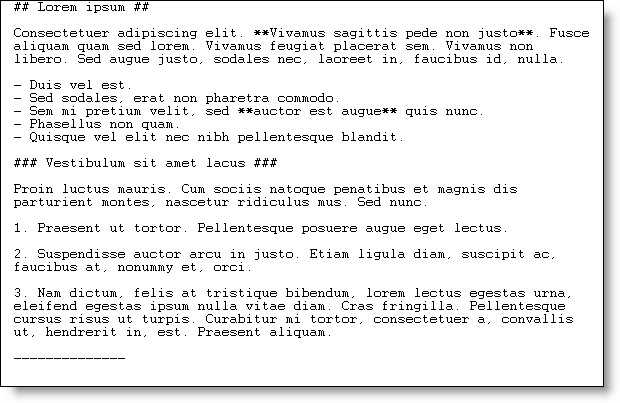 ## Lorem ipsum ##
Consectetuer adipiscing elit. **Vivamus sagittis pede non justo**. Fusce
aliquam quam sed lorem. Vivamus feugiat placerat sem. Vivamus non
libero. Sed augue justo, sodales nec, laoreet in, faucibus id, nulla.
- Duis vel est.
- Sed sodales, erat non pharetra commodo.
- Sem mi pretium velit, sed **auctor est augue** quis nunc.
- Phasellus non quam.
- Quisque vel elit nec nibh pellentesque blandit.
### Vestibulum sit amet lacus ###
Proin luctus mauris. Cum sociis natoque penatibus et magnis dis
parturient montes, nascetur ridiculus mus. Sed nunc.
1. Praesent ut tortor. Pellentesque posuere augue eget lectus.
2. Suspendisse auctor arcu in justo. Etiam ligula diam, suscipit ac,
faucibus at, nonummy et, orci.
3. Nam dictum, felis at tristique bibendum, lorem lectus egestas urna,
eleifend egestas ipsum nulla vitae diam. Cras fringilla. Pellentesque
cursus risus ut turpis. Curabitur mi tortor, consectetuer a, convallis
ut, hendrerit in, est. Praesent aliquam.
--------------